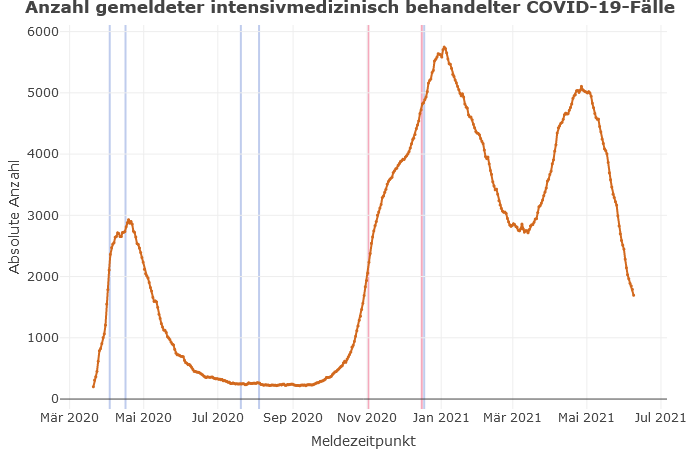 Anzahl gemeldeter intensivmedizinisch behandelter COVID-19-Fälle
6000
5000
4000
3000
2000
1000
0
Absolute Anzahl
Mär 2020 Mai 2020 Jul 2020 Sep 2020 Nov 2020 Jan 2021 Mär 2021 Mai 2021 Jul 2021
Meldezeitpunkt